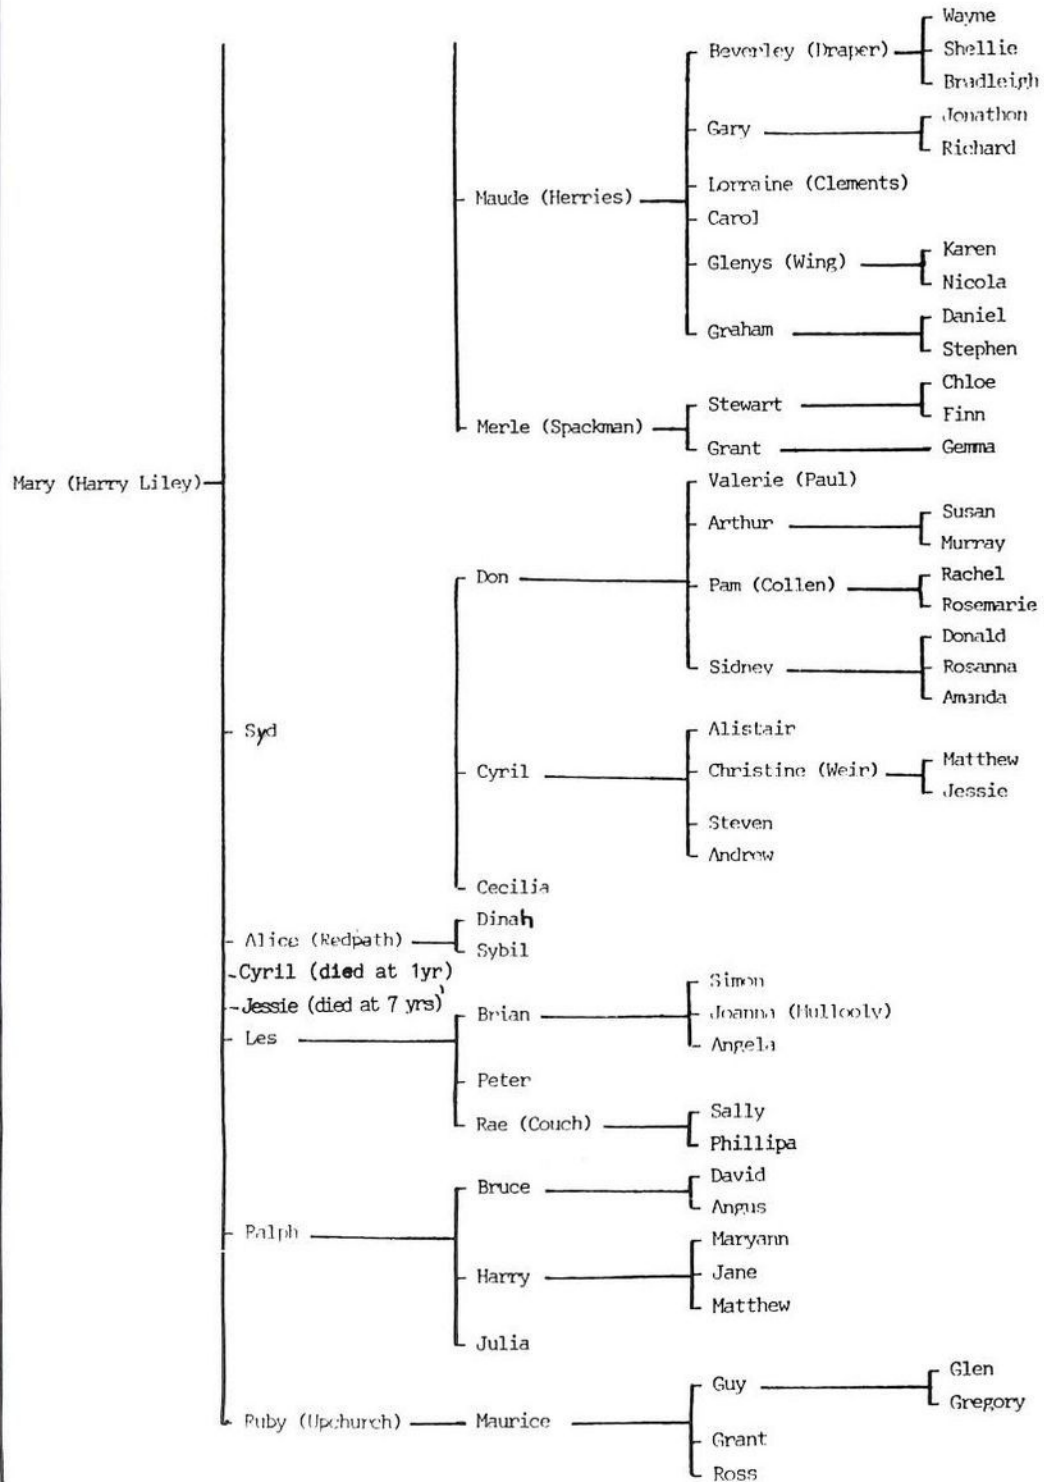 Wayne
Beverley (Draper)
Shellie
Bradleigh
Jonathon
Gary
Richard
Lorraine (Clements)
Maude (Herries)
Carol
Karen
Glenys (Wing)
Nicola
Daniel
Graham
Stephen
Chloe
Stewart
Finn
Merle (Spackman)
Grant
Gemma
Valerie (Paul)
Mary (Harry Liley)
Susan
Arthur
Murray
Rachel
Don
Pam (Collen)
Rosemarie
Donald
Sidney
Rosanna
Amanda
Alistair
Syd
Matthew
Cyril
Christine (Weir)
Jessie
Steven
Andrew
Cecilia
Dinah
Alice (Redpath)
Sybil
Cyril (died at 1yr)
Simon
Jessie (died at 7 yrs)
Brian
Joanna (Mullooly)
Les
Angela
Peter
Sally
Rae (Couch)
Phillipa
David
Bruce
Angus
Ralph
Maryann
Harry
Jane
Matthew
Julia
Glen
Guy
Gregory
Ruby (Upchurch)
Maurice
Grant
Ross